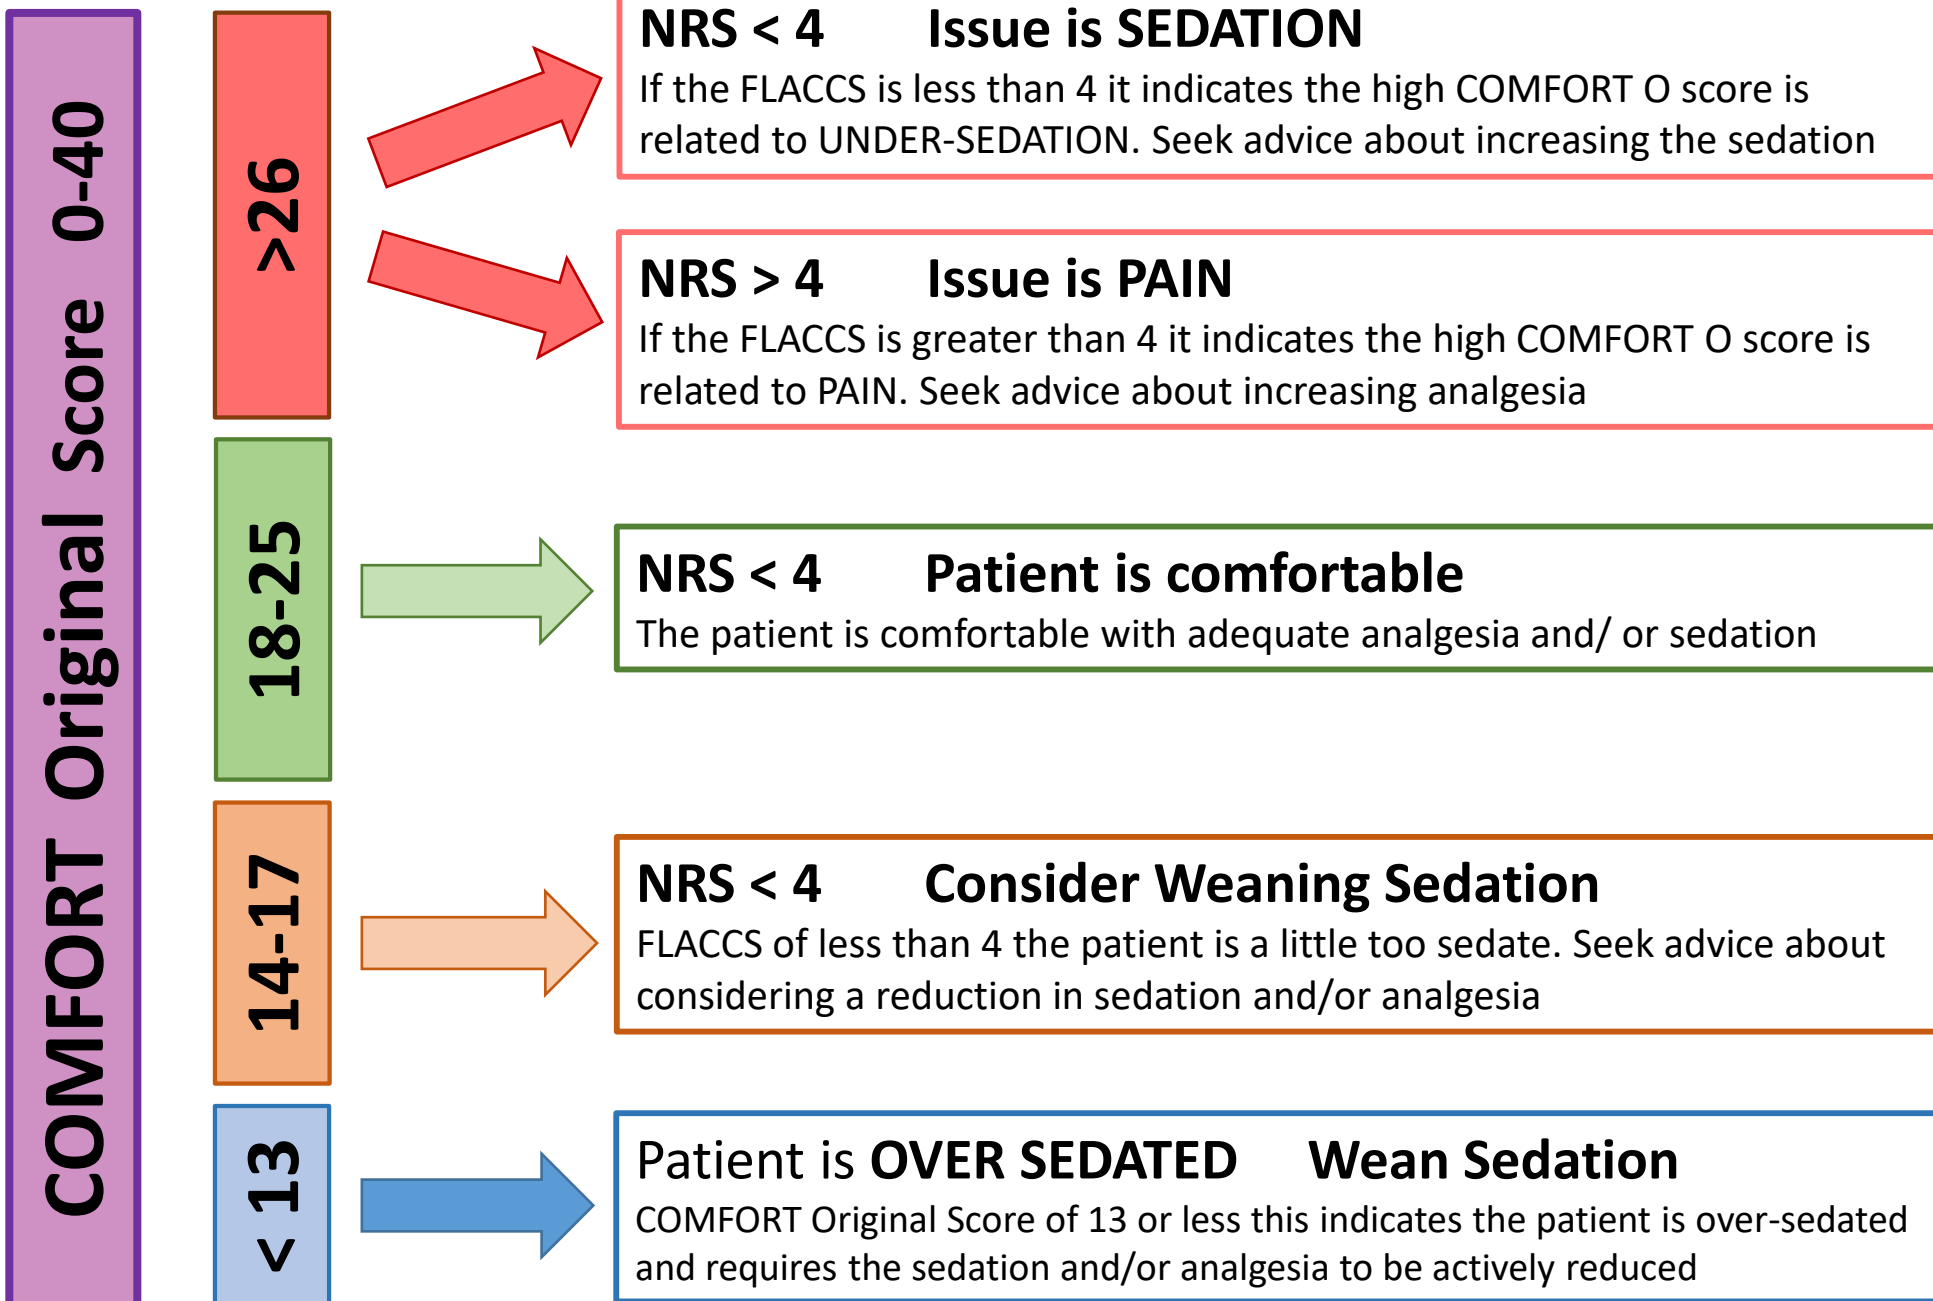 COMFORT Original Score 0-40
>26
NRS < 4 Issue is SEDATION
If the FLACCS is less than 4 it indicates the high COMFORT O score is
related to UNDER-SEDATION. Seek advice about increasing the sedation
NRS > 4 Issue is PAIN
If the FLACCS is greater than 4 it indicates the high COMFORT O score is
related to PAIN. Seek advice about increasing analgesia
18-25
NRS < 4 Patient is comfortable
The patient is comfortable with adequate analgesia and/ or sedation
14-17
NRS < 4 Consider Weaning Sedation
FLACCS of less than 4 the patient is a little too sedate. Seek advice about
considering a reduction in sedation and/or analgesia
< 13
Patient is OVER SEDATED Wean Sedation
COMFORT Original Score of 13 or less this indicates the patient is over-sedated
and requires the sedation and/or analgesia to be actively reduced